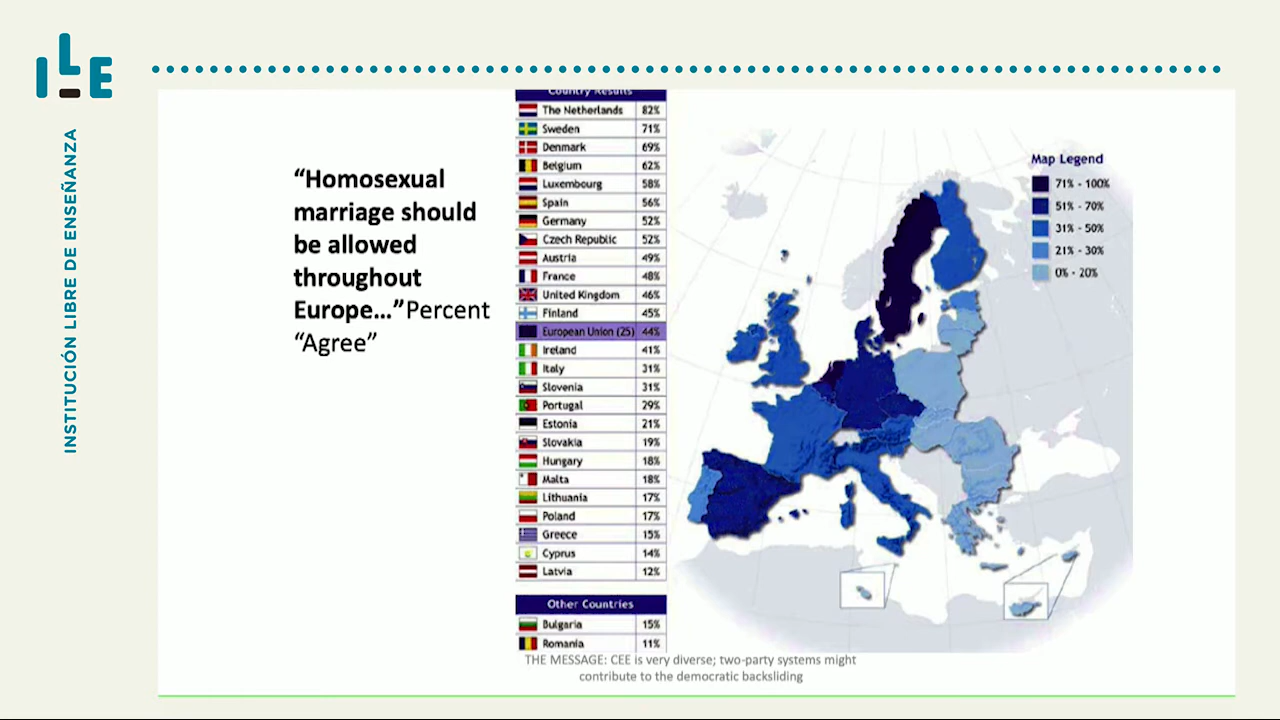 ILE
INSTITUCIÓN LIBRE DE ENSEÑANZA
“Homosexual
marriage should
be allowed
throughout
Europe...”Percent
“Agree”
Country Results
The Netherlands 82%
Sweden 71%
Denmark 69%
Belgium 62%
Luxembourg 58%
Spain 56%
Germany 52%
Czech Republic 52%
Austria 49%
France 48%
United Kingdom 46%
Finland 45%
European Union (25) 44%
Ireland 41%
Italy 31%
Slovenia 31%
Portugal 29%
Estonia 21%
Slovakia 19%
Hungary 18%
Malta 18%
Lithuania 17%
Poland 17%
Greece 15%
Cyprus 14%
Latvia 12%
Other Countries
Bulgaria 15%
Romania 11%
Map Legend
71% - 100%
51% - 70%
31% - 50%
21% - 30%
0% - 20%
THE MESSAGE: CEE is very diverse; two-party systems might
contribute to the democratic backsliding